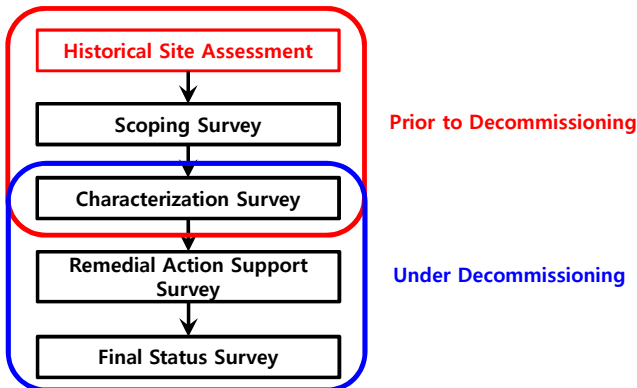 Historical Site Assessment
Scoping Survey
Prior to Decommissioning
Characterization Survey
Remedial Action Support
Survey
Under Decommissioning
Final Status Survey